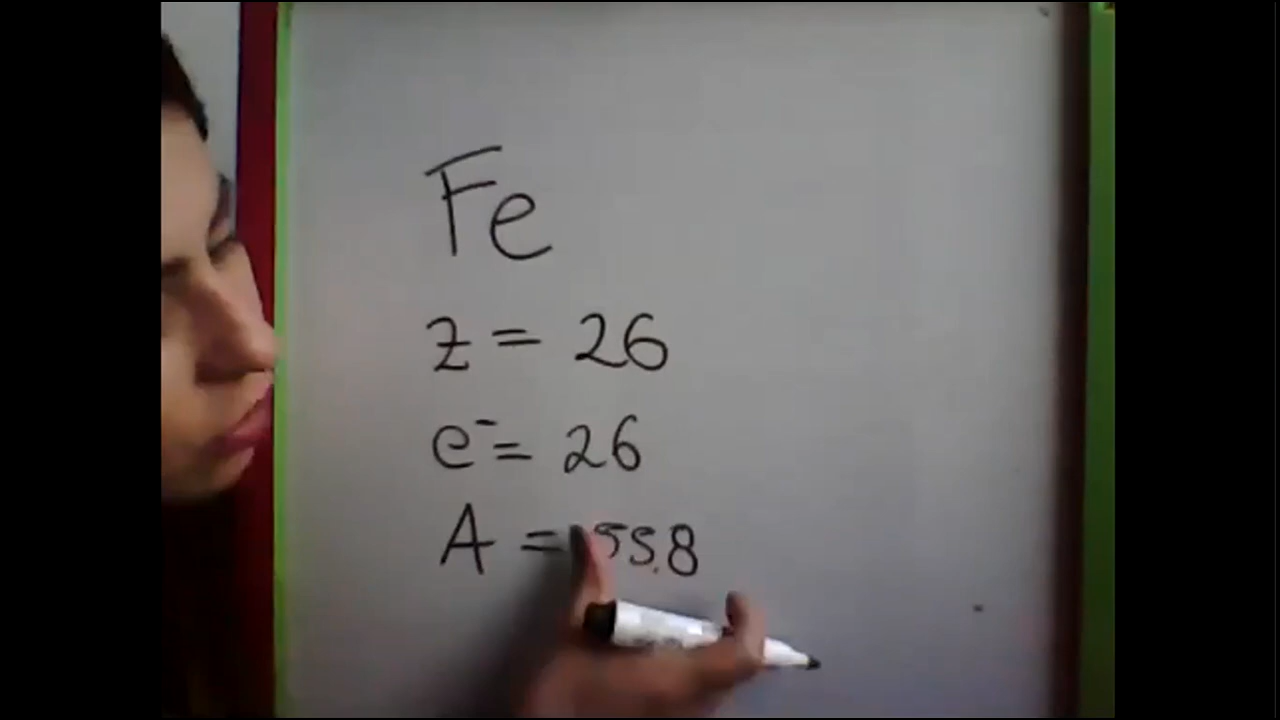 Fe
z = 26
e⁻ = 26
A = 55.8